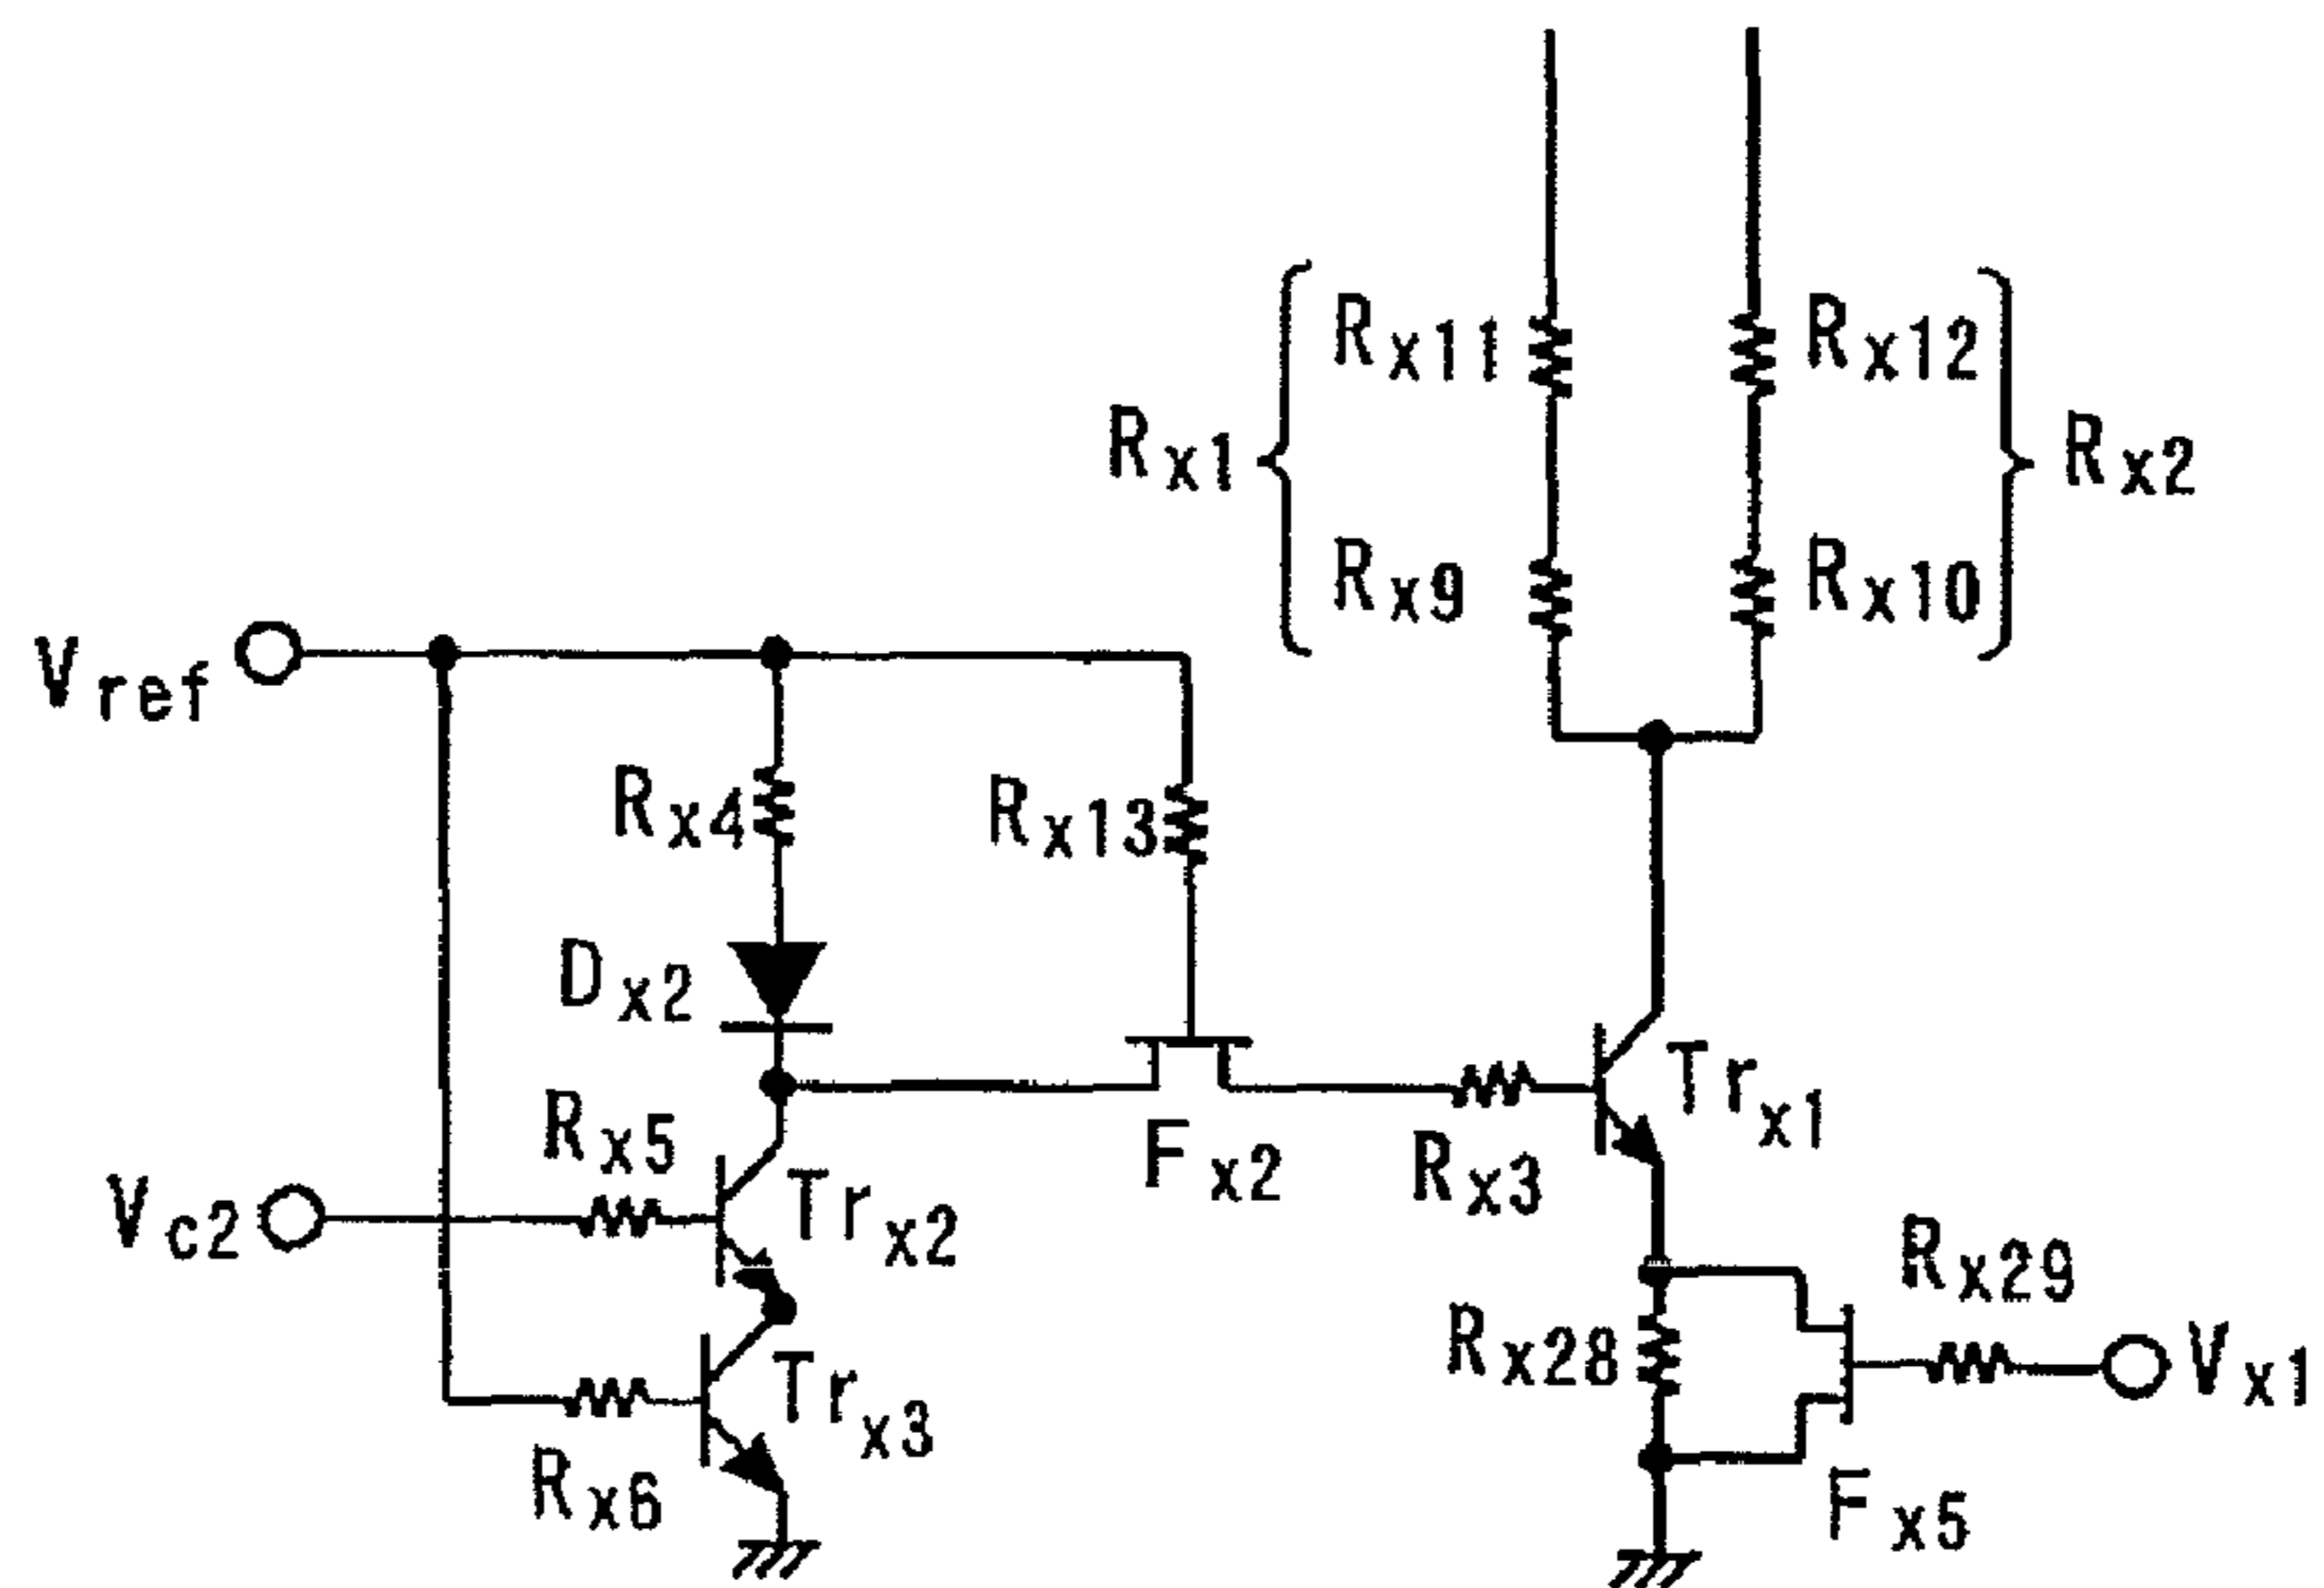 Rx11
Rx12
Rx1
Rx2
Rx9
Rx10
Vref
Rx4
Rx13
Dx2
Trx1
Rx5
Fx2
Rx3
Vc2
Trx2
Rx29
Rx28
Vx1
Trx3
Rx6
Fx5